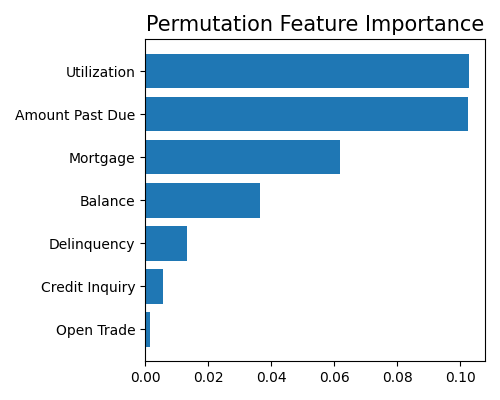 Permutation Feature Importance
Utilization
Amount Past Due
Mortgage
Balance
Delinquency
Credit Inquiry
Open Trade
0.00 0.02 0.04 0.06 0.08 0.10